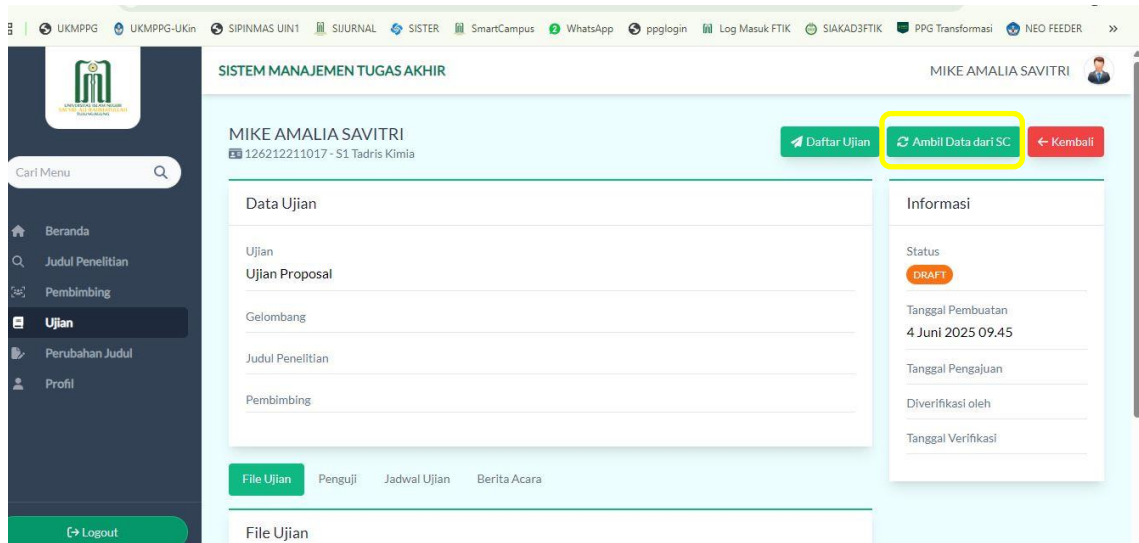 UKMPPG UKMPPG-UKin SIPINMAS UIN1 SIJURNAL SISTER SmartCampus WhatsApp ppglogin Log Masuk FTIK SIAKAD3FTIK PPG Transformasi NEO FEEDER »
SISTEM MANAJEMEN TUGAS AKHIR
MIKE AMALIA SAVITRI
Cari Menu
Beranda
Judul Penelitian
Pembimbing
Ujian
Perubahan Judul
Profil
Logout
MIKE AMALIA SAVITRI
126212211017 - S1 Tadris Kimia
Daftar Ujian
Ambil Data dari SC
Kembali
Data Ujian
Ujian
Ujian Proposal
Gelombang
Judul Penelitian
Pembimbing
Informasi
Status
DRAFT
Tanggal Pembuatan
4 Juni 2025 09.45
Tanggal Pengajuan
Diverifikasi oleh
Tanggal Verifikasi
File Ujian Penguji Jadwal Ujian Berita Acara
File Ujian